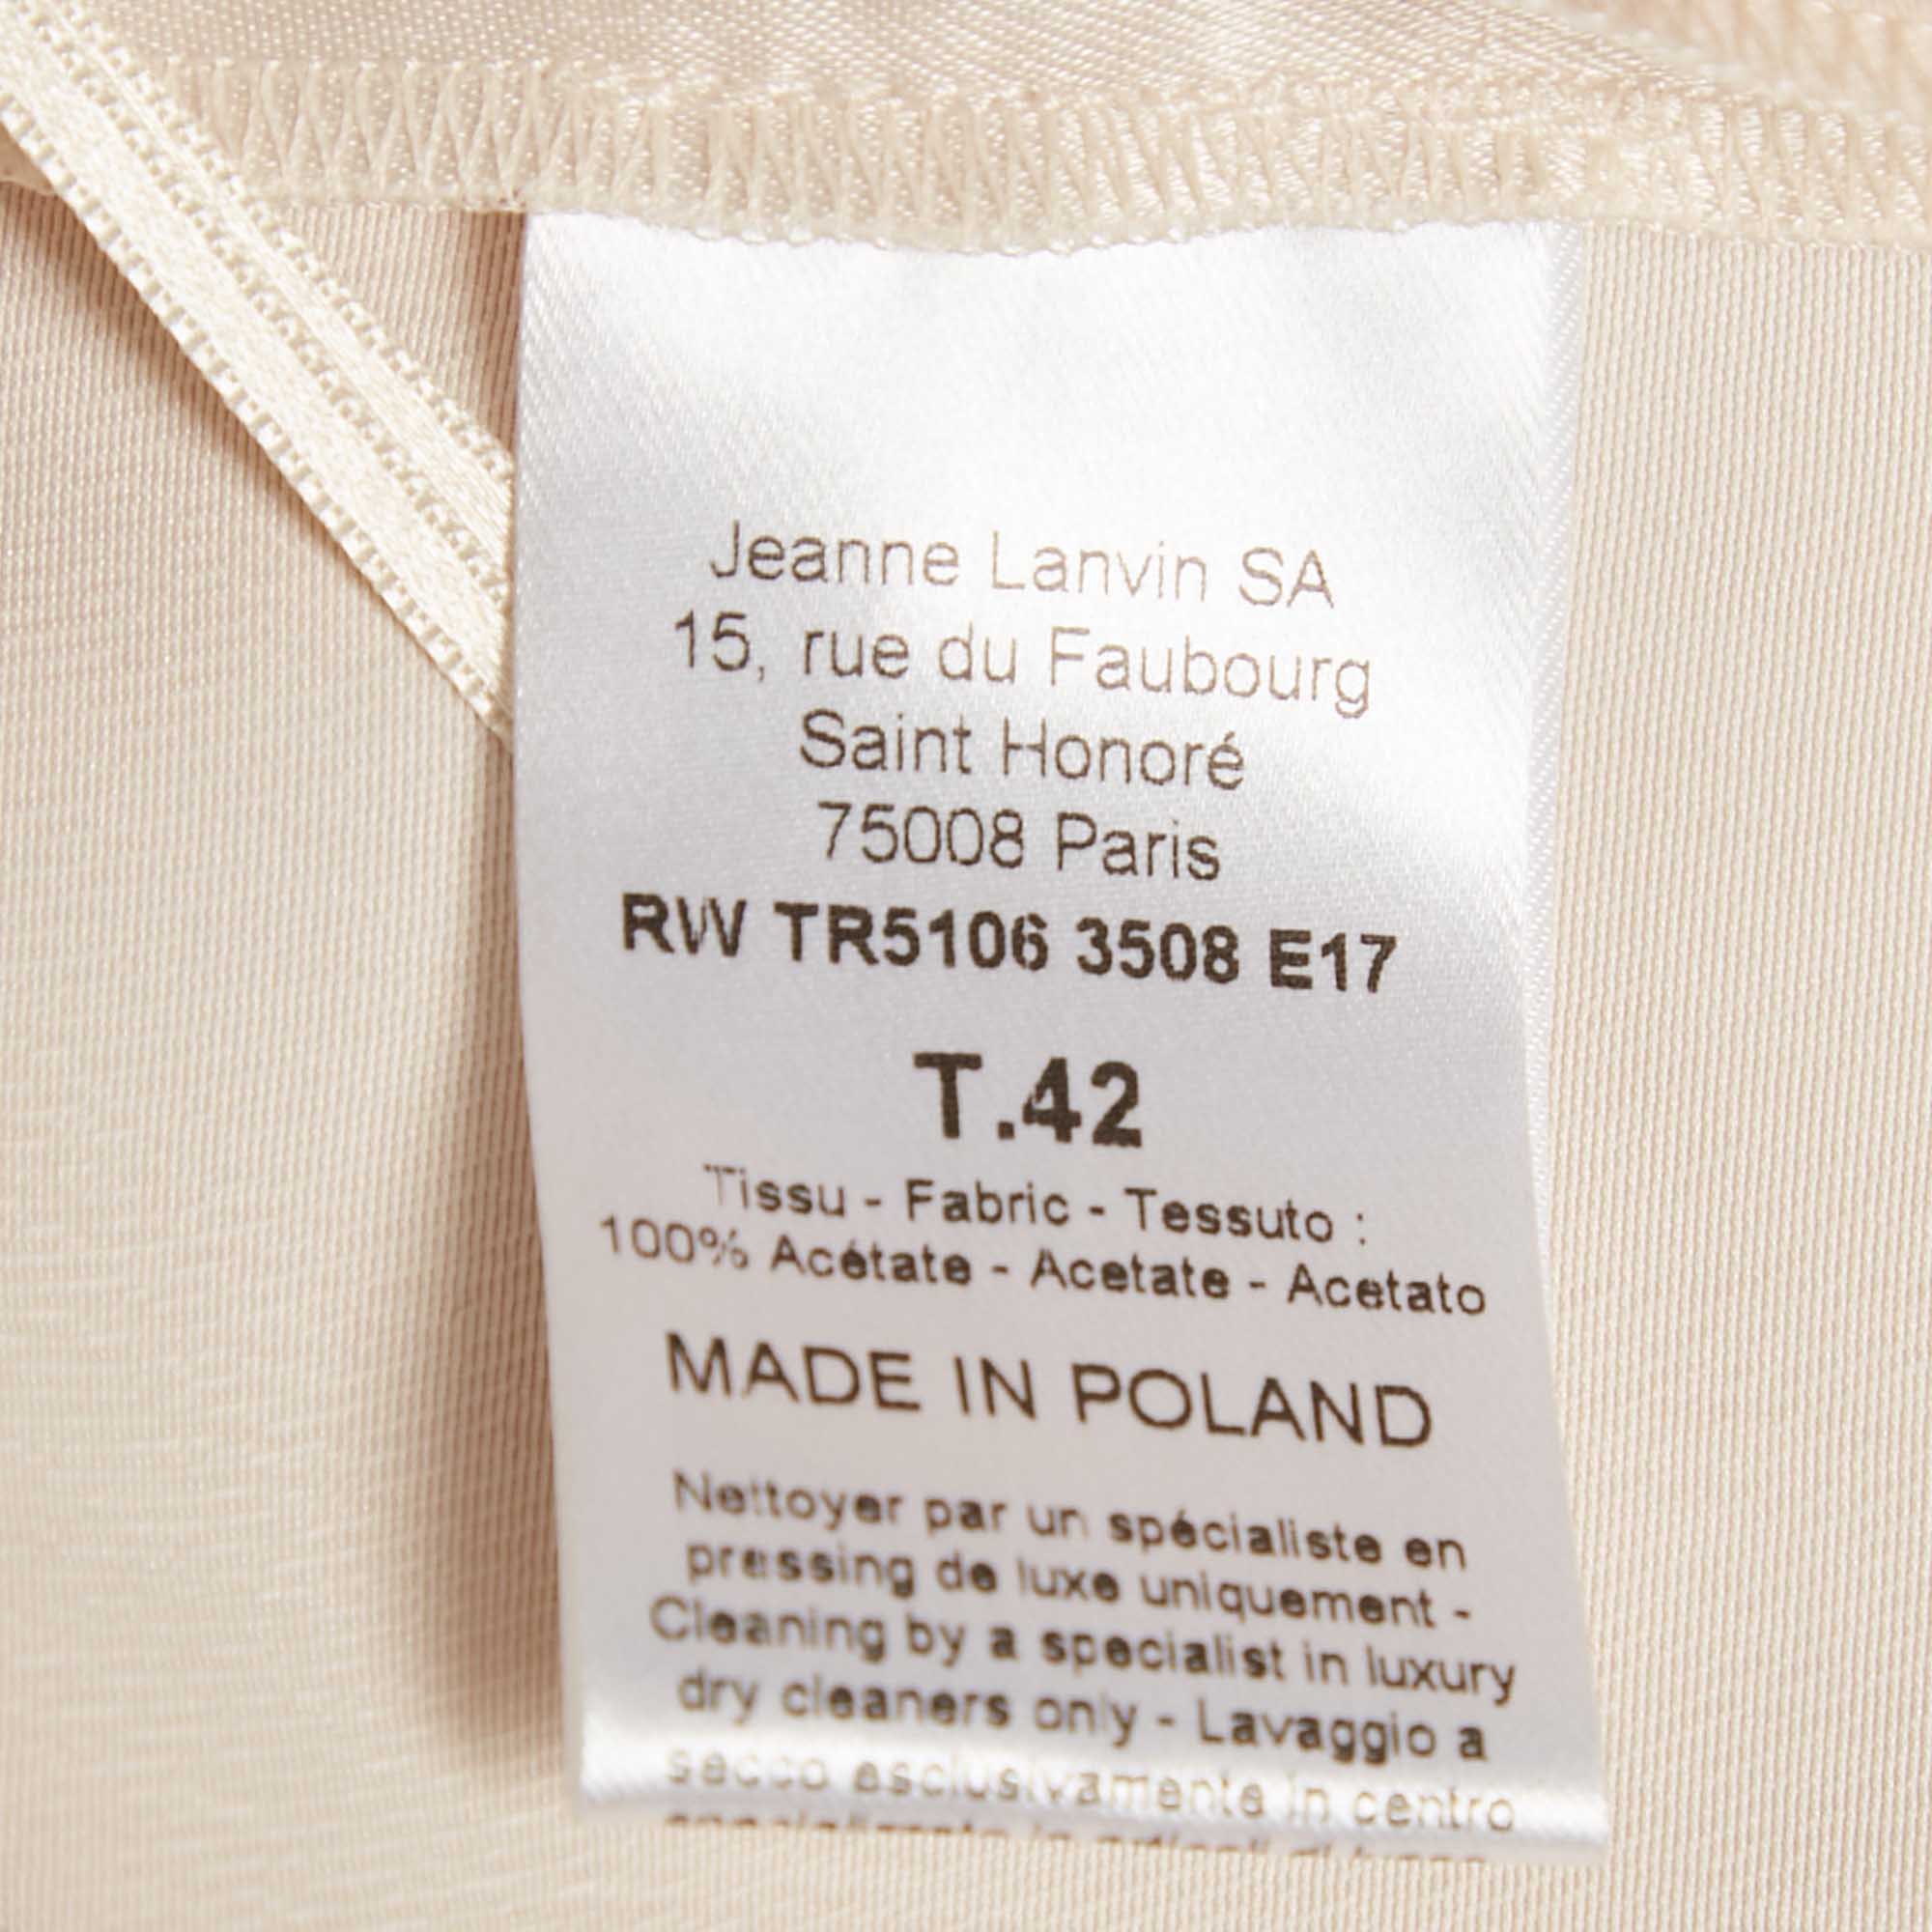 Jeanne Lanvin SA
15, rue du Faubourg
Saint Honoré
75008 Paris
RW TR5106 3508 E17
T.42
Tissu - Fabric - Tessuto :
100% Acétate - Acetate - Acetato
MADE IN POLAND
Nettoyer par un spécialiste en
pressing de luxe uniquement -
Cleaning by a specialist in luxury
dry cleaners only - Lavaggio a
secco esclusivamente in centro